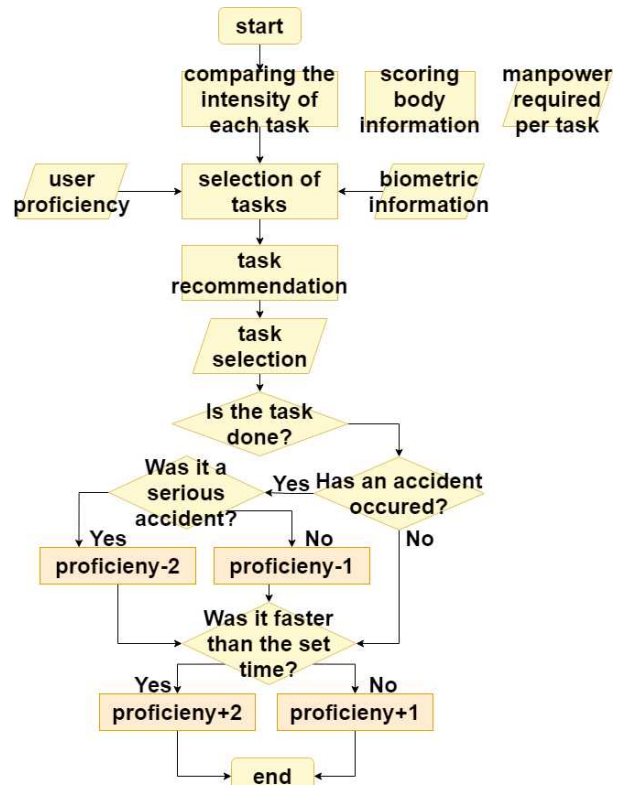 start
comparing the
intensity of
each task
scoring
body
information
manpower
required
per task
user
proficiency
selection of
tasks
biometric
information
task
recommendation
task
selection
Is the task
done?
Was it a
serious
accident?
Yes
Has an accident
occured?
Yes
No
No
proficieny-2
proficieny-1
Was it faster
than the set
time?
Yes
No
proficieny+2
proficieny+1
end